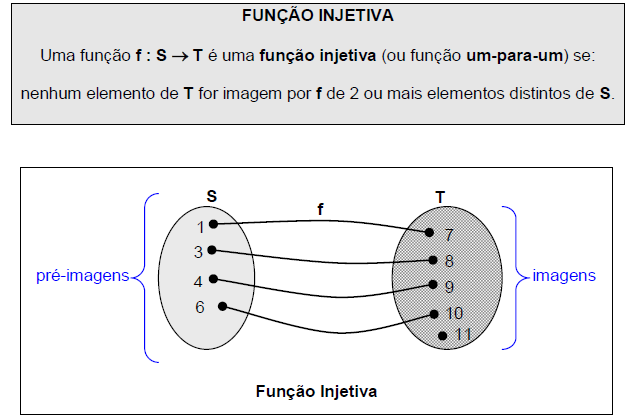 FUNÇÃO INJETIVA
Uma função f : S → T é uma função injetiva (ou função um-para-um) se:
nenhum elemento de T for imagem por f de 2 ou mais elementos distintos de S.
S
f
T
1
7
3
8
pré-imagens
imagens
4
9
6
10
11
Função Injetiva